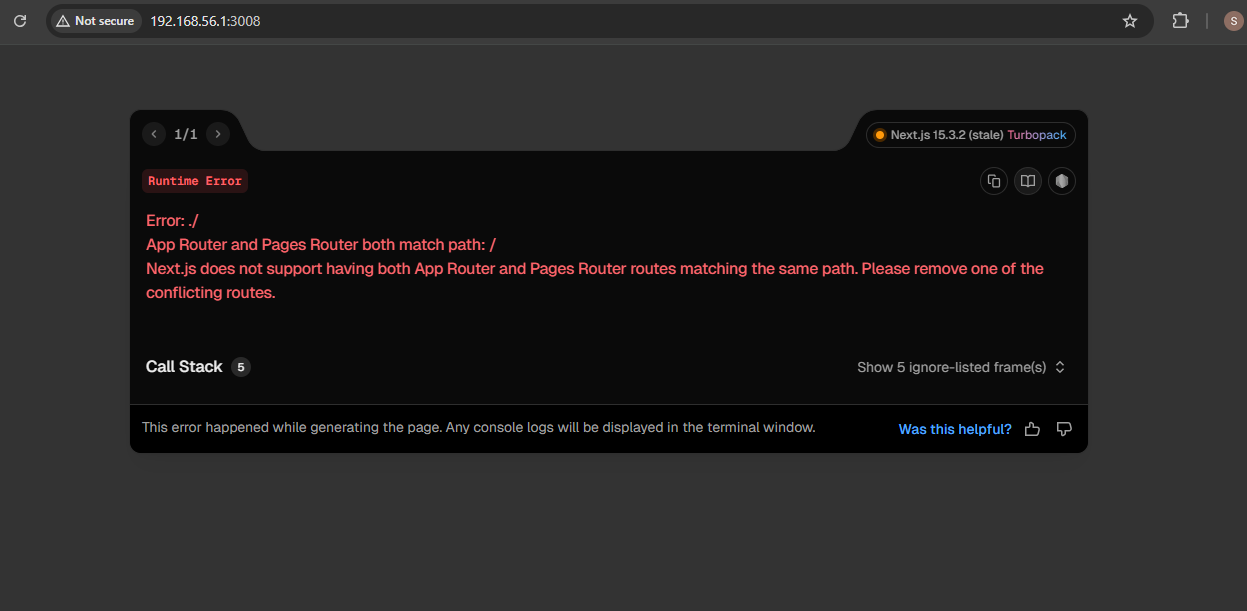 Not secure 192.168.56.1:3008 S
1/1
Next.js 15.3.2 (stale) Turbopack
Runtime Error
Error: ./
App Router and Pages Router both match path: /
Next.js does not support having both App Router and Pages Router routes matching the same path. Please remove one of the
conflicting routes.
Call Stack 5
Show 5 ignore-listed frame(s)
This error happened while generating the page. Any console logs will be displayed in the terminal window.
Was this helpful?